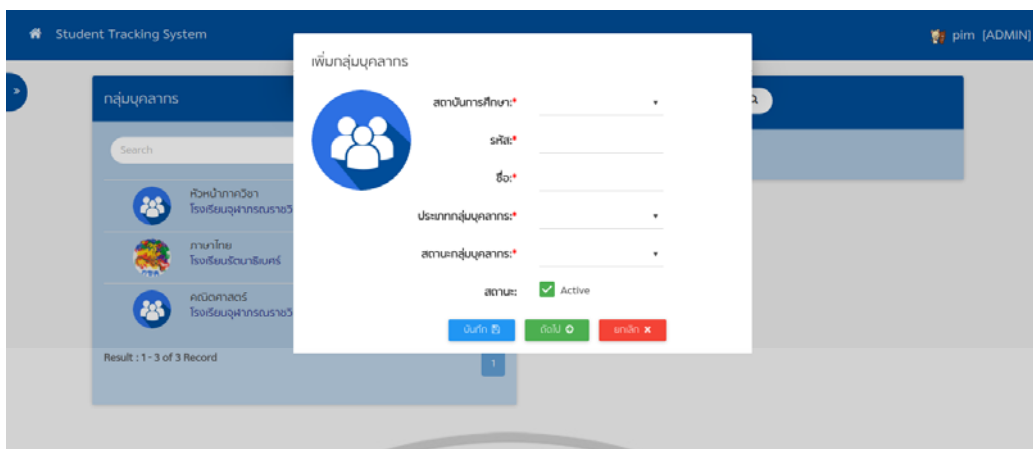 Student Tracking System
pim [ADMIN]
เพิ่มกลุ่มบุคลากร
สถาบันการศึกษา:*
รหัส:*
ชื่อ:*
ประเภทกลุ่มบุคลากร:*
สถานะกลุ่มบุคลากร:*
สถานะ:
Active
บันทึก
ถัดไป
ยกเลิก
กลุ่มบุคลากร
Search
หัวหน้าภาควิชา
โรงเรียนจุฬาภรณราชวิ
ภาษาไทย
โรงเรียนรัตนาธิเบศร์
คณิตศาสตร์
โรงเรียนจุฬาภรณราชวิ
Result : 1 - 3 of 3 Record
1